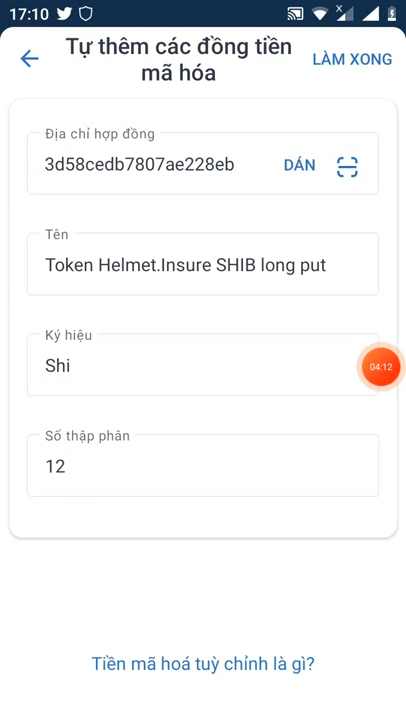 17:10
Tự thêm các đồng tiền
mã hóa
LÀM XONG
Địa chỉ hợp đồng
3d58cedb7807ae228eb
DÁN
Tên
Token Helmet.Insure SHIB long put
Ký hiệu
Shi
04:12
Số thập phân
12
Tiền mã hoá tuỳ chỉnh là gì?